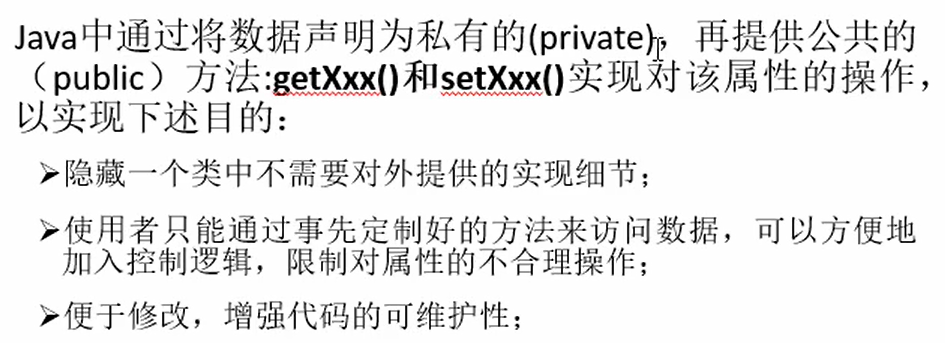 Java中通过将数据声明为私有的(private)，再提供公共的
（public）方法:getXxx()和setXxx()实现对该属性的操作，
以实现下述目的：
➢隐藏一个类中不需要对外提供的实现细节；
➢使用者只能通过事先定制好的方法来访问数据，可以方便地
加入控制逻辑，限制对属性的不合理操作；
➢便于修改，增强代码的可维护性；